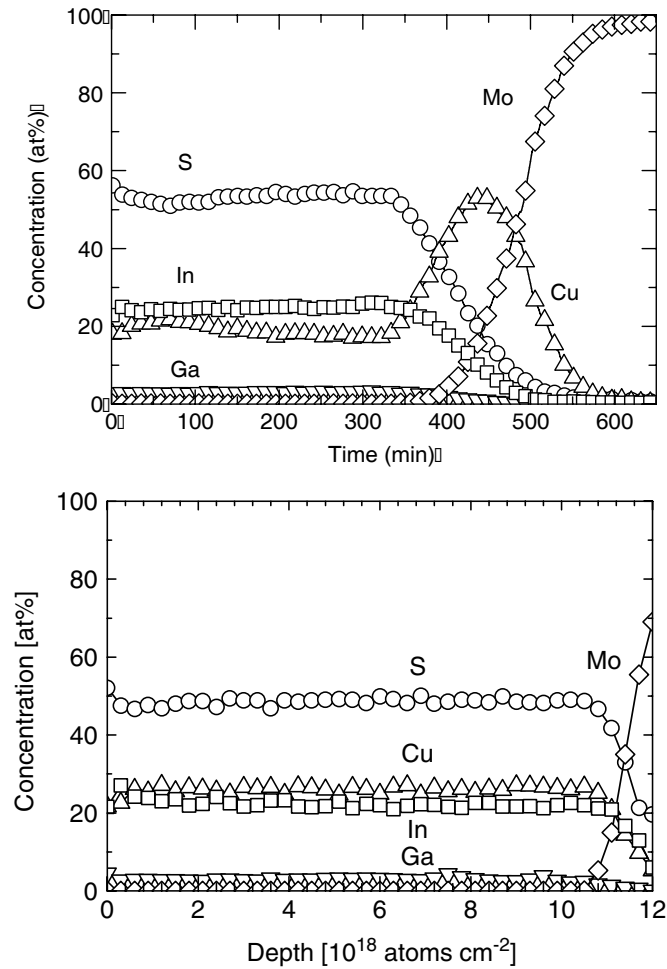 100▯
80
60
40
20
0▯
Concentration (at%)▯
S
In
Ga
Mo
Cu
0▯ 100 200 300 400 500 600
Time (min)▯
100
80
60
40
20
0
Concentration [at%]
S
Mo
Cu
In
Ga
0 2 4 6 8 10 12
Depth [10¹⁸ atoms cm⁻²]